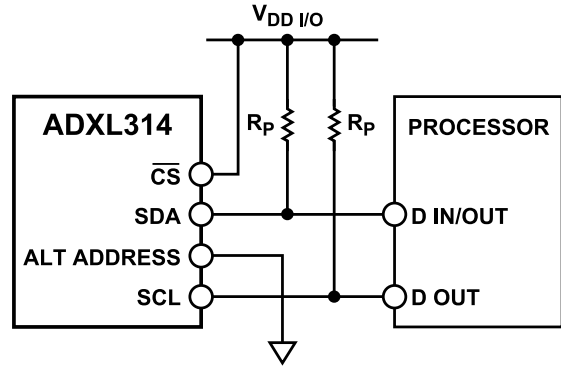 V_DD I/O
ADXL314
R_P
R_P
PROCESSOR
CS
SDA
D IN/OUT
ALT ADDRESS
SCL
D OUT